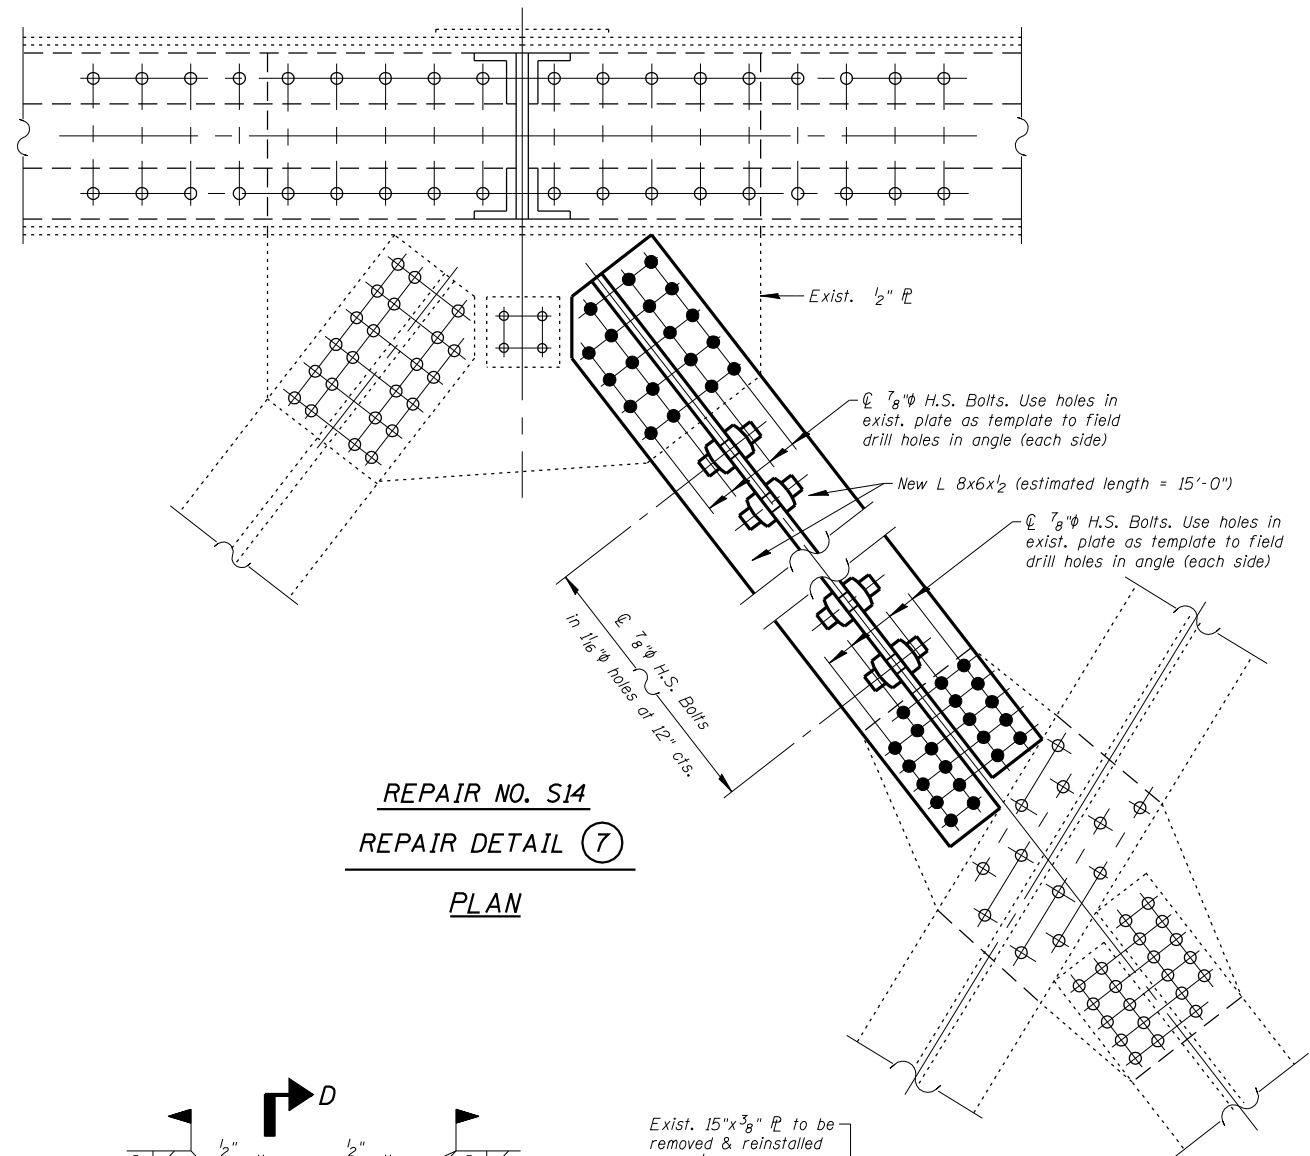 Exist. 1/2" ℄
℄ 7/8"ϕ H.S. Bolts. Use holes in
exist. plate as template to field
drill holes in angle (each side)
New L 8x6x1/2 (estimated length = 15'-0")
℄ 7/8"ϕ H.S. Bolts. Use holes in
exist. plate as template to field
drill holes in angle (each side)
℄ 7/8"ϕ H.S. Bolts
in 1 1/16"ϕ holes at 12" cts.
REPAIR NO. S14
REPAIR DETAIL 7
PLAN
D
1/2"
1/2"
Exist. 15"x3/8" ℄ to be
removed & reinstalled